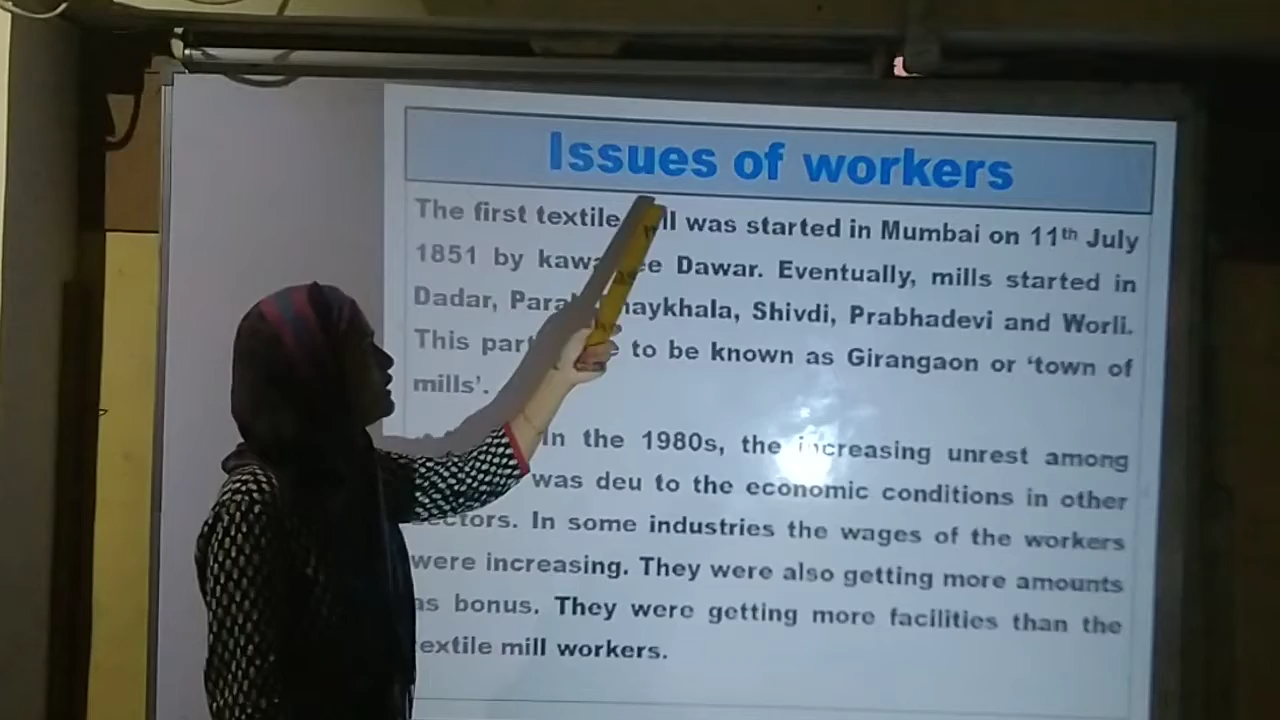 Issues of workers
The first textile was started in Mumbai on 11th July
1851 by Dawar. Eventually, mills started in
Dadar, Shivdi, Prabhadevi and Worli.
This to be known as Girangaon or ‘town of
mills’.
In the 1980s, the increasing unrest among
was deu to the economic conditions in other
In some industries the wages of the workers
were increasing. They were also getting more amounts
as bonus. They were getting more facilities than the
mill workers.